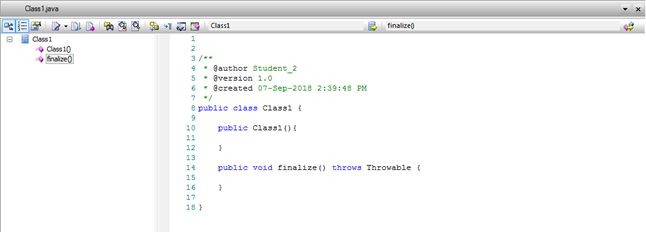 Class1.java
Class1
finalize()
Class1
Class1()
finalize()
1
2
3 /**
4  * @author Student_2
5  * @version 1.0
6  * @created 07-Sep-2018 2:39:48 PM
7  */
8 public class Class1 {
9
10     public Class1(){
11
12     }
13
14     public void finalize() throws Throwable {
15
16     }
17
18 }